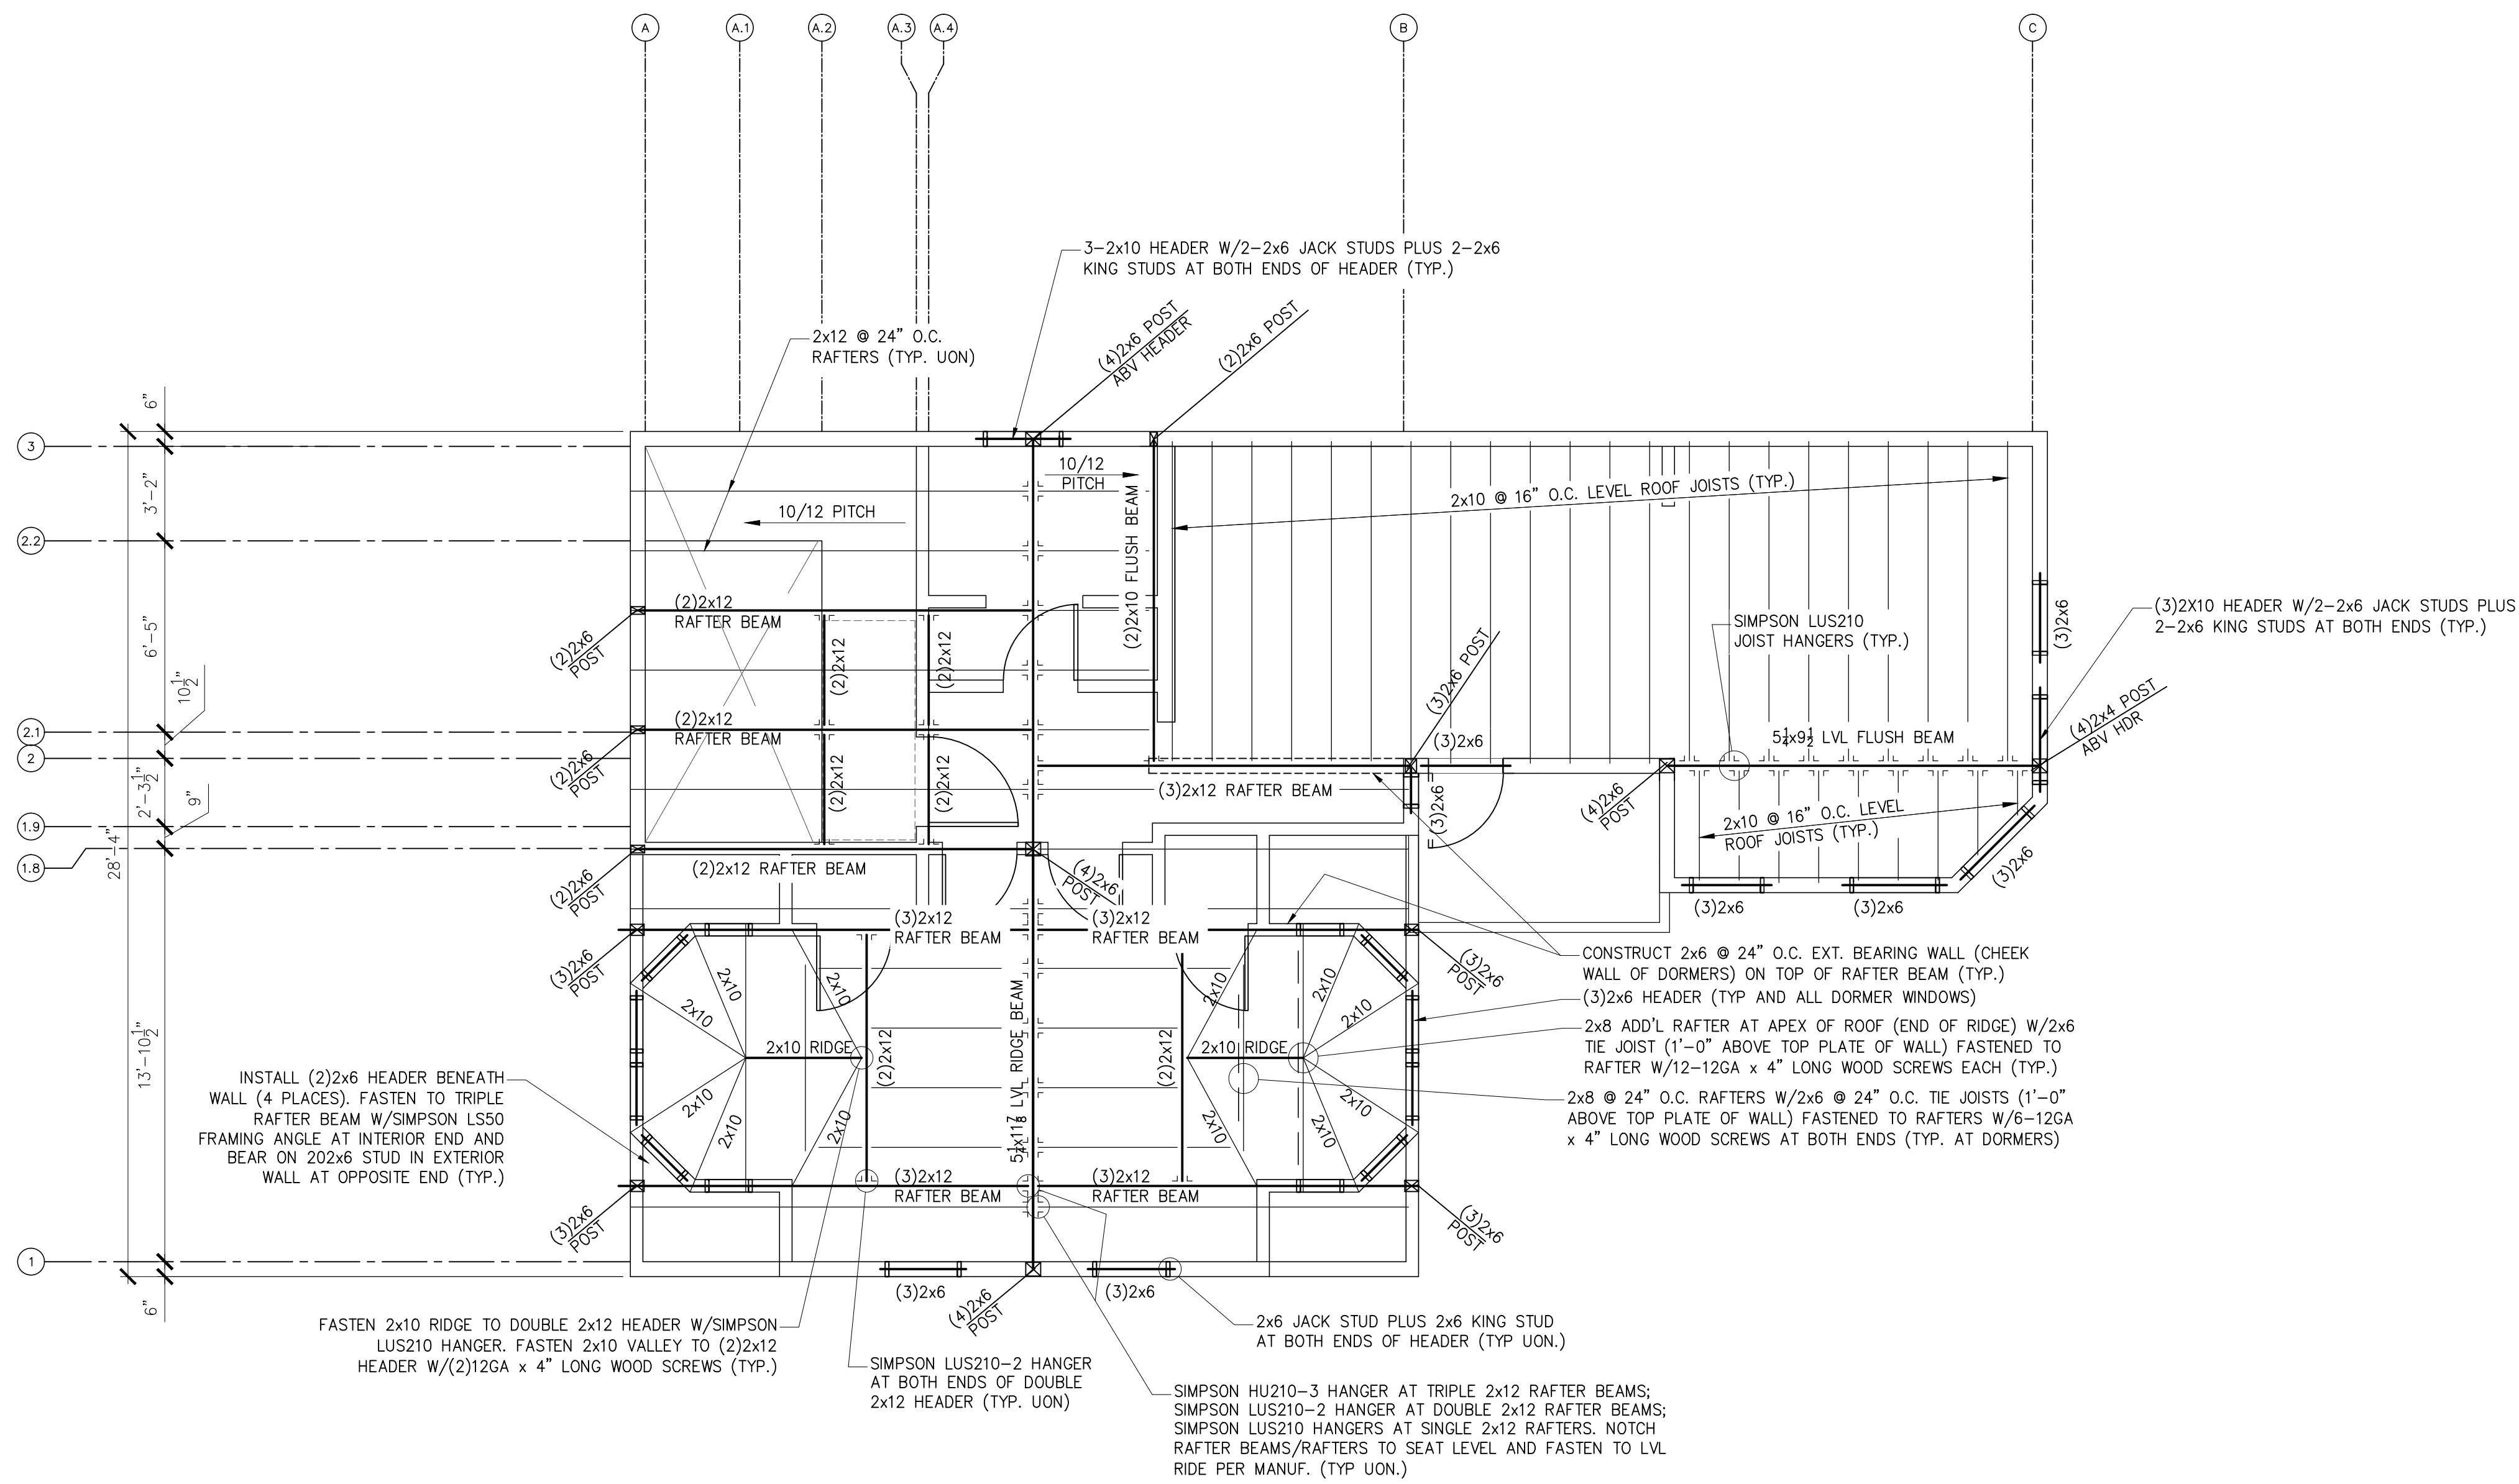 A
A.1
A.2
A.3
A.4
B
C
3-2x10 HEADER W/2-2x6 JACK STUDS PLUS 2-2x6
KING STUDS AT BOTH ENDS OF HEADER (TYP.)
2x12 @ 24" O.C.
RAFTERS (TYP. UON)
(4)2x6 POST
ABV HEADER
(2)2x6 POST
6"
3
3'-2"
2.2
6'-5"
10 1/2"
2.1
2
2'-3 1/2"
9"
1.9
1.8
28'-4"
13'-10 1/2"
1
6"
10/12
PITCH
10/12 PITCH
(2)2x10 FLUSH BEAM
2x10 @ 16" O.C. LEVEL ROOF JOISTS (TYP.)
(2)2x12
RAFTER BEAM
(2)2x6
POST
(2)2x12
(2)2x12
(2)2x12
RAFTER BEAM
(2)2x6
POST
(2)2x12
(2)2x12
(3)2x6 POST
(3)2x6
(3)2x6
(3)2x12 RAFTER BEAM
SIMPSON LUS210
JOIST HANGERS (TYP.)
(3)2x6
(3)2X10 HEADER W/2-2x6 JACK STUDS PLUS
2-2x6 KING STUDS AT BOTH ENDS (TYP.)
5 1/4x9 1/2 LVL FLUSH BEAM
(4)2x4 POST
ABV HDR
(4)2x6
POST
2x10 @ 16" O.C. LEVEL
ROOF JOISTS (TYP.)
(3)2x6
(3)2x6
(3)2x6
(2)2x12 RAFTER BEAM
(2)2x6
POST
(4)2x6
POST
(3)2x12
RAFTER BEAM
(3)2x12
RAFTER BEAM
(3)2x6
POST
(3)2x6
POST
CONSTRUCT 2x6 @ 24" O.C. EXT. BEARING WALL (CHEEK
WALL OF DORMERS) ON TOP OF RAFTER BEAM (TYP.)
(3)2x6 HEADER (TYP AND ALL DORMER WINDOWS)
2x8 ADD'L RAFTER AT APEX OF ROOF (END OF RIDGE) W/2x6
TIE JOIST (1'-0" ABOVE TOP PLATE OF WALL) FASTENED TO
RAFTER W/12-12GA x 4" LONG WOOD SCREWS EACH (TYP.)
2x8 @ 24" O.C. RAFTERS W/2x6 @ 24" O.C. TIE JOISTS (1'-0"
ABOVE TOP PLATE OF WALL) FASTENED TO RAFTERS W/6-12GA
x 4" LONG WOOD SCREWS AT BOTH ENDS (TYP. AT DORMERS)
2x10
2x10
2x10
2x10 RIDGE
2x10
2x10
2x10
(2)2x12
5 1/4x11 7/8 LVL RIDGE BEAM
(2)2x12
2x10
2x10
2x10
2x10 RIDGE
2x10
2x10
2x10
INSTALL (2)2x6 HEADER BENEATH
WALL (4 PLACES). FASTEN TO TRIPLE
RAFTER BEAM W/SIMPSON LS50
FRAMING ANGLE AT INTERIOR END AND
BEAR ON 202x6 STUD IN EXTERIOR
WALL AT OPPOSITE END (TYP.)
(3)2x12
RAFTER BEAM
(3)2x12
RAFTER BEAM
(3)2x6
POST
(3)2x6
POST
(3)2x6
(4)2x6
POST
(3)2x6
FASTEN 2x10 RIDGE TO DOUBLE 2x12 HEADER W/SIMPSON
LUS210 HANGER. FASTEN 2x10 VALLEY TO (2)2x12
HEADER W/(2)12GA x 4" LONG WOOD SCREWS (TYP.)
SIMPSON LUS210-2 HANGER
AT BOTH ENDS OF DOUBLE
2x12 HEADER (TYP. UON)
2x6 JACK STUD PLUS 2x6 KING STUD
AT BOTH ENDS OF HEADER (TYP UON.)
SIMPSON HU210-3 HANGER AT TRIPLE 2x12 RAFTER BEAMS;
SIMPSON LUS210-2 HANGER AT DOUBLE 2x12 RAFTER BEAMS;
SIMPSON LUS210 HANGERS AT SINGLE 2x12 RAFTERS. NOTCH
RAFTER BEAMS/RAFTERS TO SEAT LEVEL AND FASTEN TO LVL
RIDE PER MANUF. (TYP UON.)